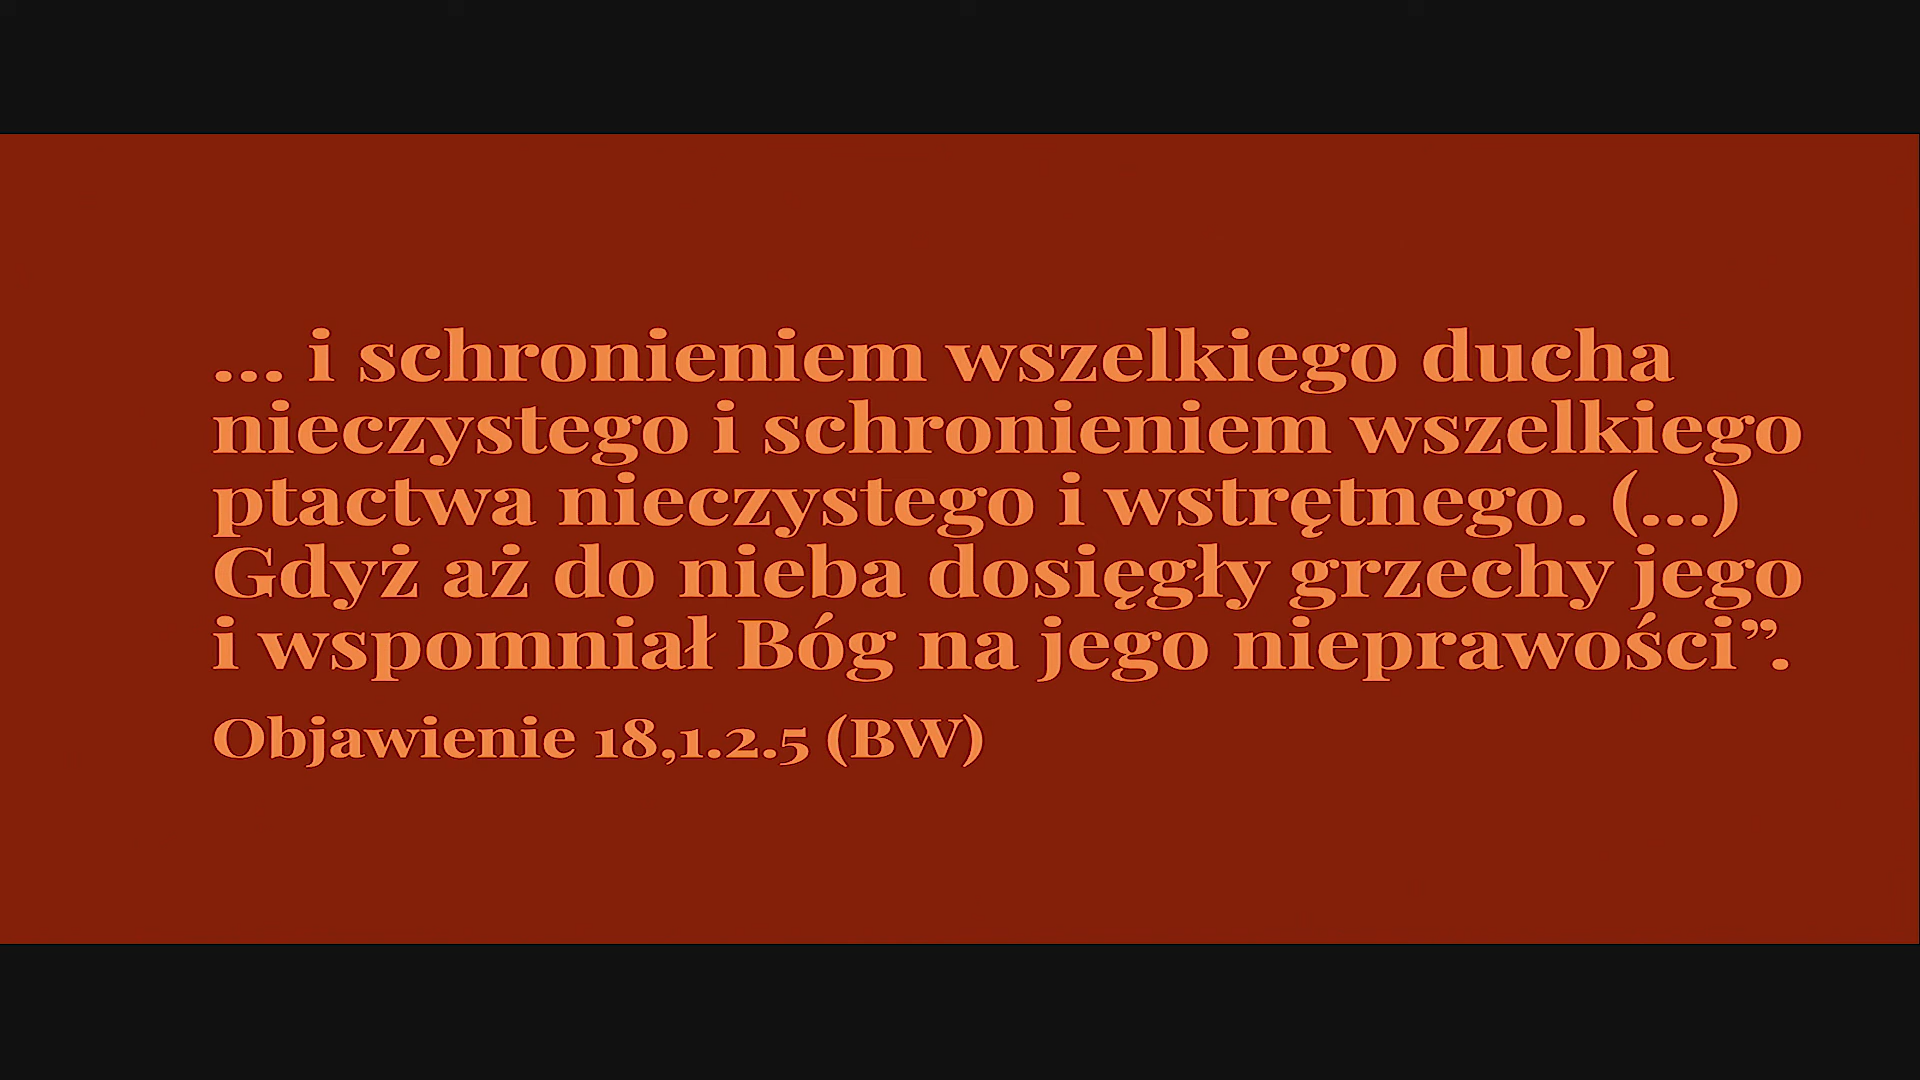 ... i schronieniem wszelkiego ducha
nieczystego i schronieniem wszelkiego
ptactwa nieczystego i wstrętnego. (...)
Gdyż aż do nieba dosięgły grzechy jego
i wspomniał Bóg na jego nieprawości”.
Objawienie 18,1.2.5 (BW)